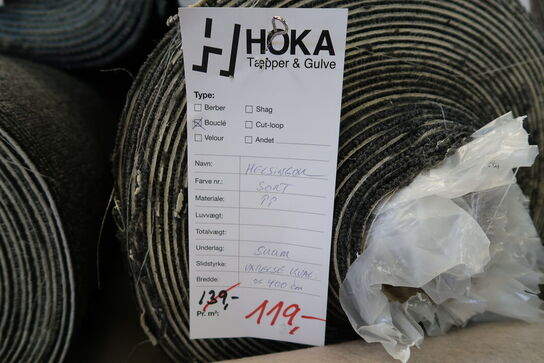 HOKA
Tæpper & Gulve
Type:
Berber Shag
Bouclé Cut-loop
Velour Andet
Navn: HELSINGØR
Farve nr.: SORT
Materiale: PP
Luvvægt:
Totalvægt:
Underlag: SKUM
Slidstyrke:
Bredde: 400 cm
139,-
Pr. m²: 119,-